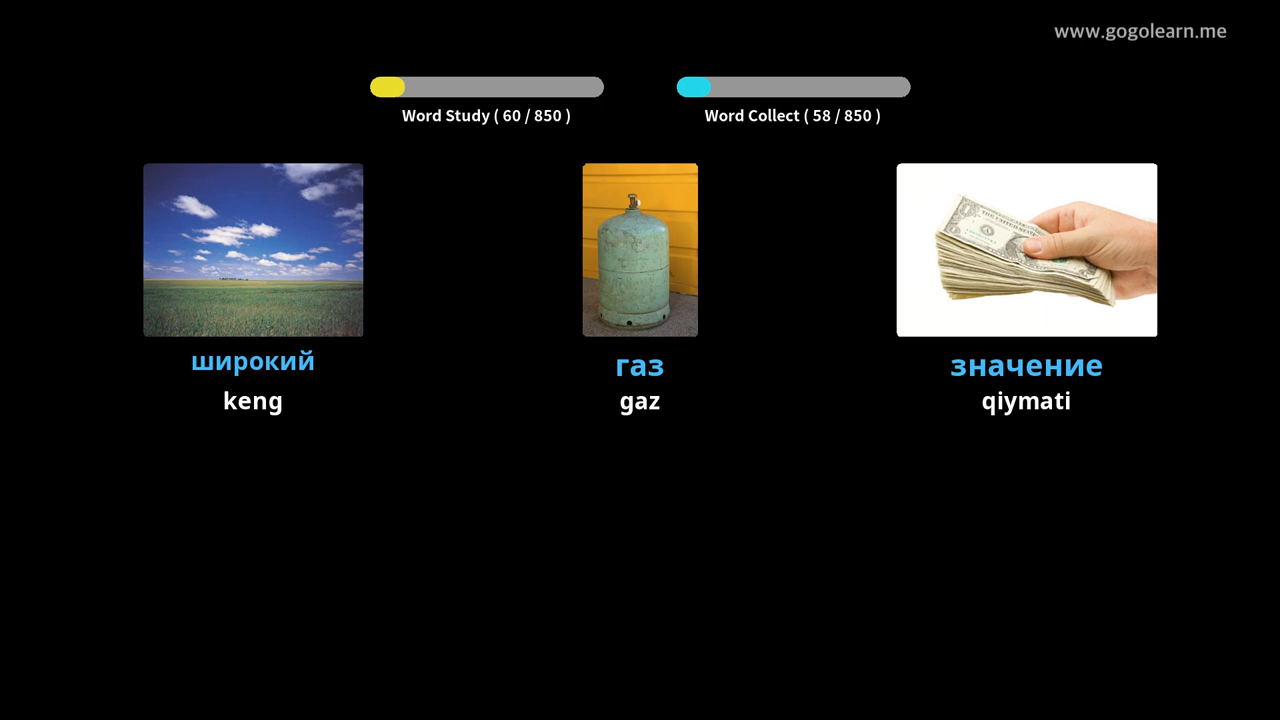 www.gogolearn.me
Word Study ( 60 / 850 )
Word Collect ( 58 / 850 )
широкий
keng
газ
gaz
значение
qiymati